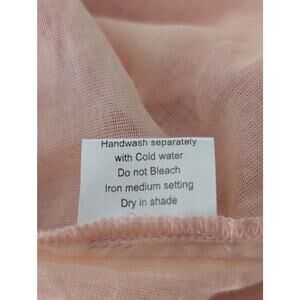 Handwash separately
with Cold water
Do not Bleach
Iron medium setting
Dry in shade